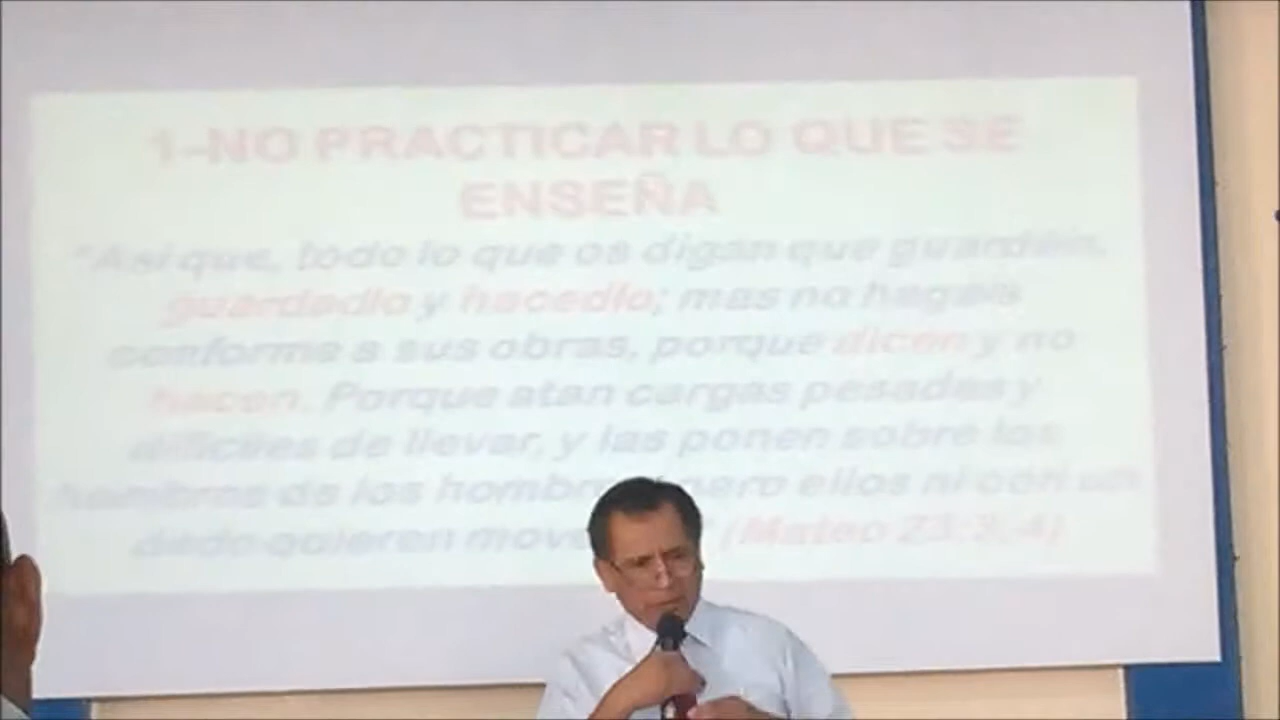 1-NO PRACTICAR LO QUE SE
ENSEÑA
"Así que, todo lo que os digan que guardéis,
guardadlo y hacedlo; mas no hagáis
conforme a sus obras, porque dicen y no
hacen. Porque atan cargas pesadas y
difíciles de llevar, y las ponen sobre los
hombros de los hombres pero ellos ni con un
dedo quieren (Mateo 23:3,4)